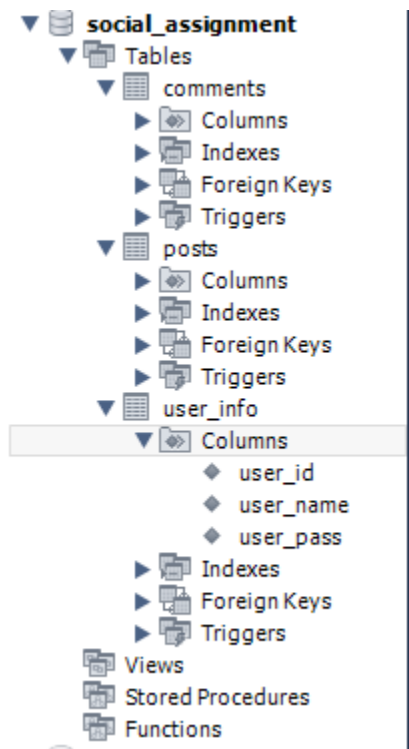 social_assignment
Tables
comments
Columns
Indexes
Foreign Keys
Triggers
posts
Columns
Indexes
Foreign Keys
Triggers
user_info
Columns
user_id
user_name
user_pass
Indexes
Foreign Keys
Triggers
Views
Stored Procedures
Functions